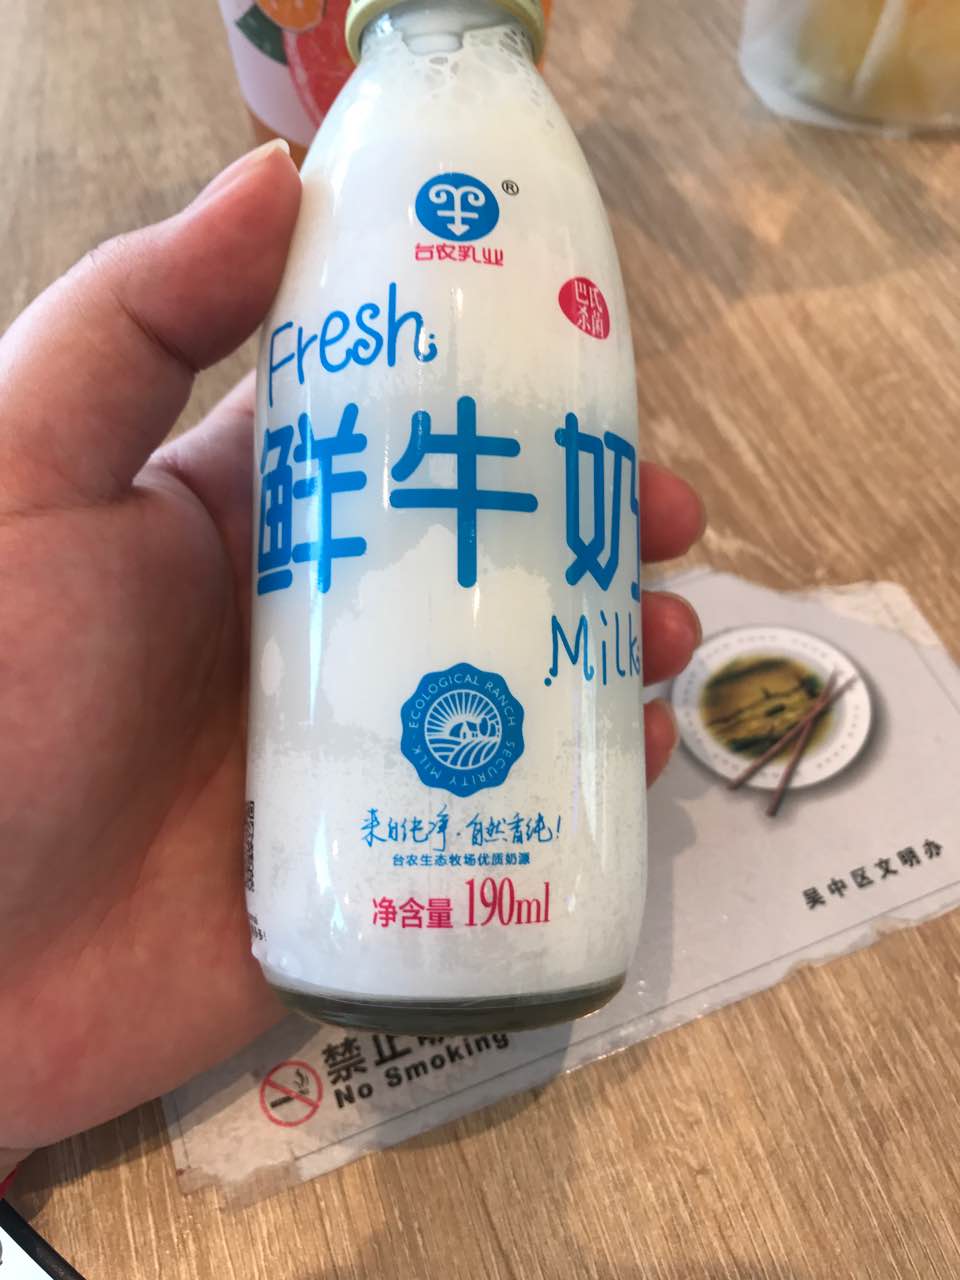 ®
台农乳业
巴氏
杀菌
Fresh
鲜牛奶
Milk
ECOLOGICAL RANCH
SECURITY MILK
来自纯净·自然香纯!
台农生态牧场优质奶源
净含量 190ml
吴中区文明办
禁止
No Smoking